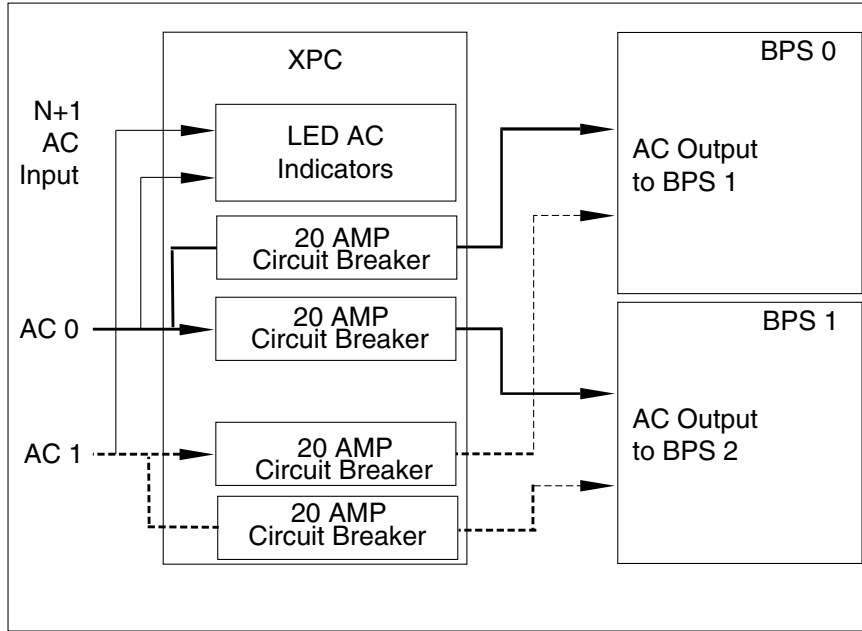 XPC
BPS 0
N+1
AC
Input
LED AC
Indicators
AC Output
to BPS 1
20 AMP
Circuit Breaker
AC 0
20 AMP
Circuit Breaker
BPS 1
AC Output
to BPS 2
AC 1
20 AMP
Circuit Breaker
20 AMP
Circuit Breaker